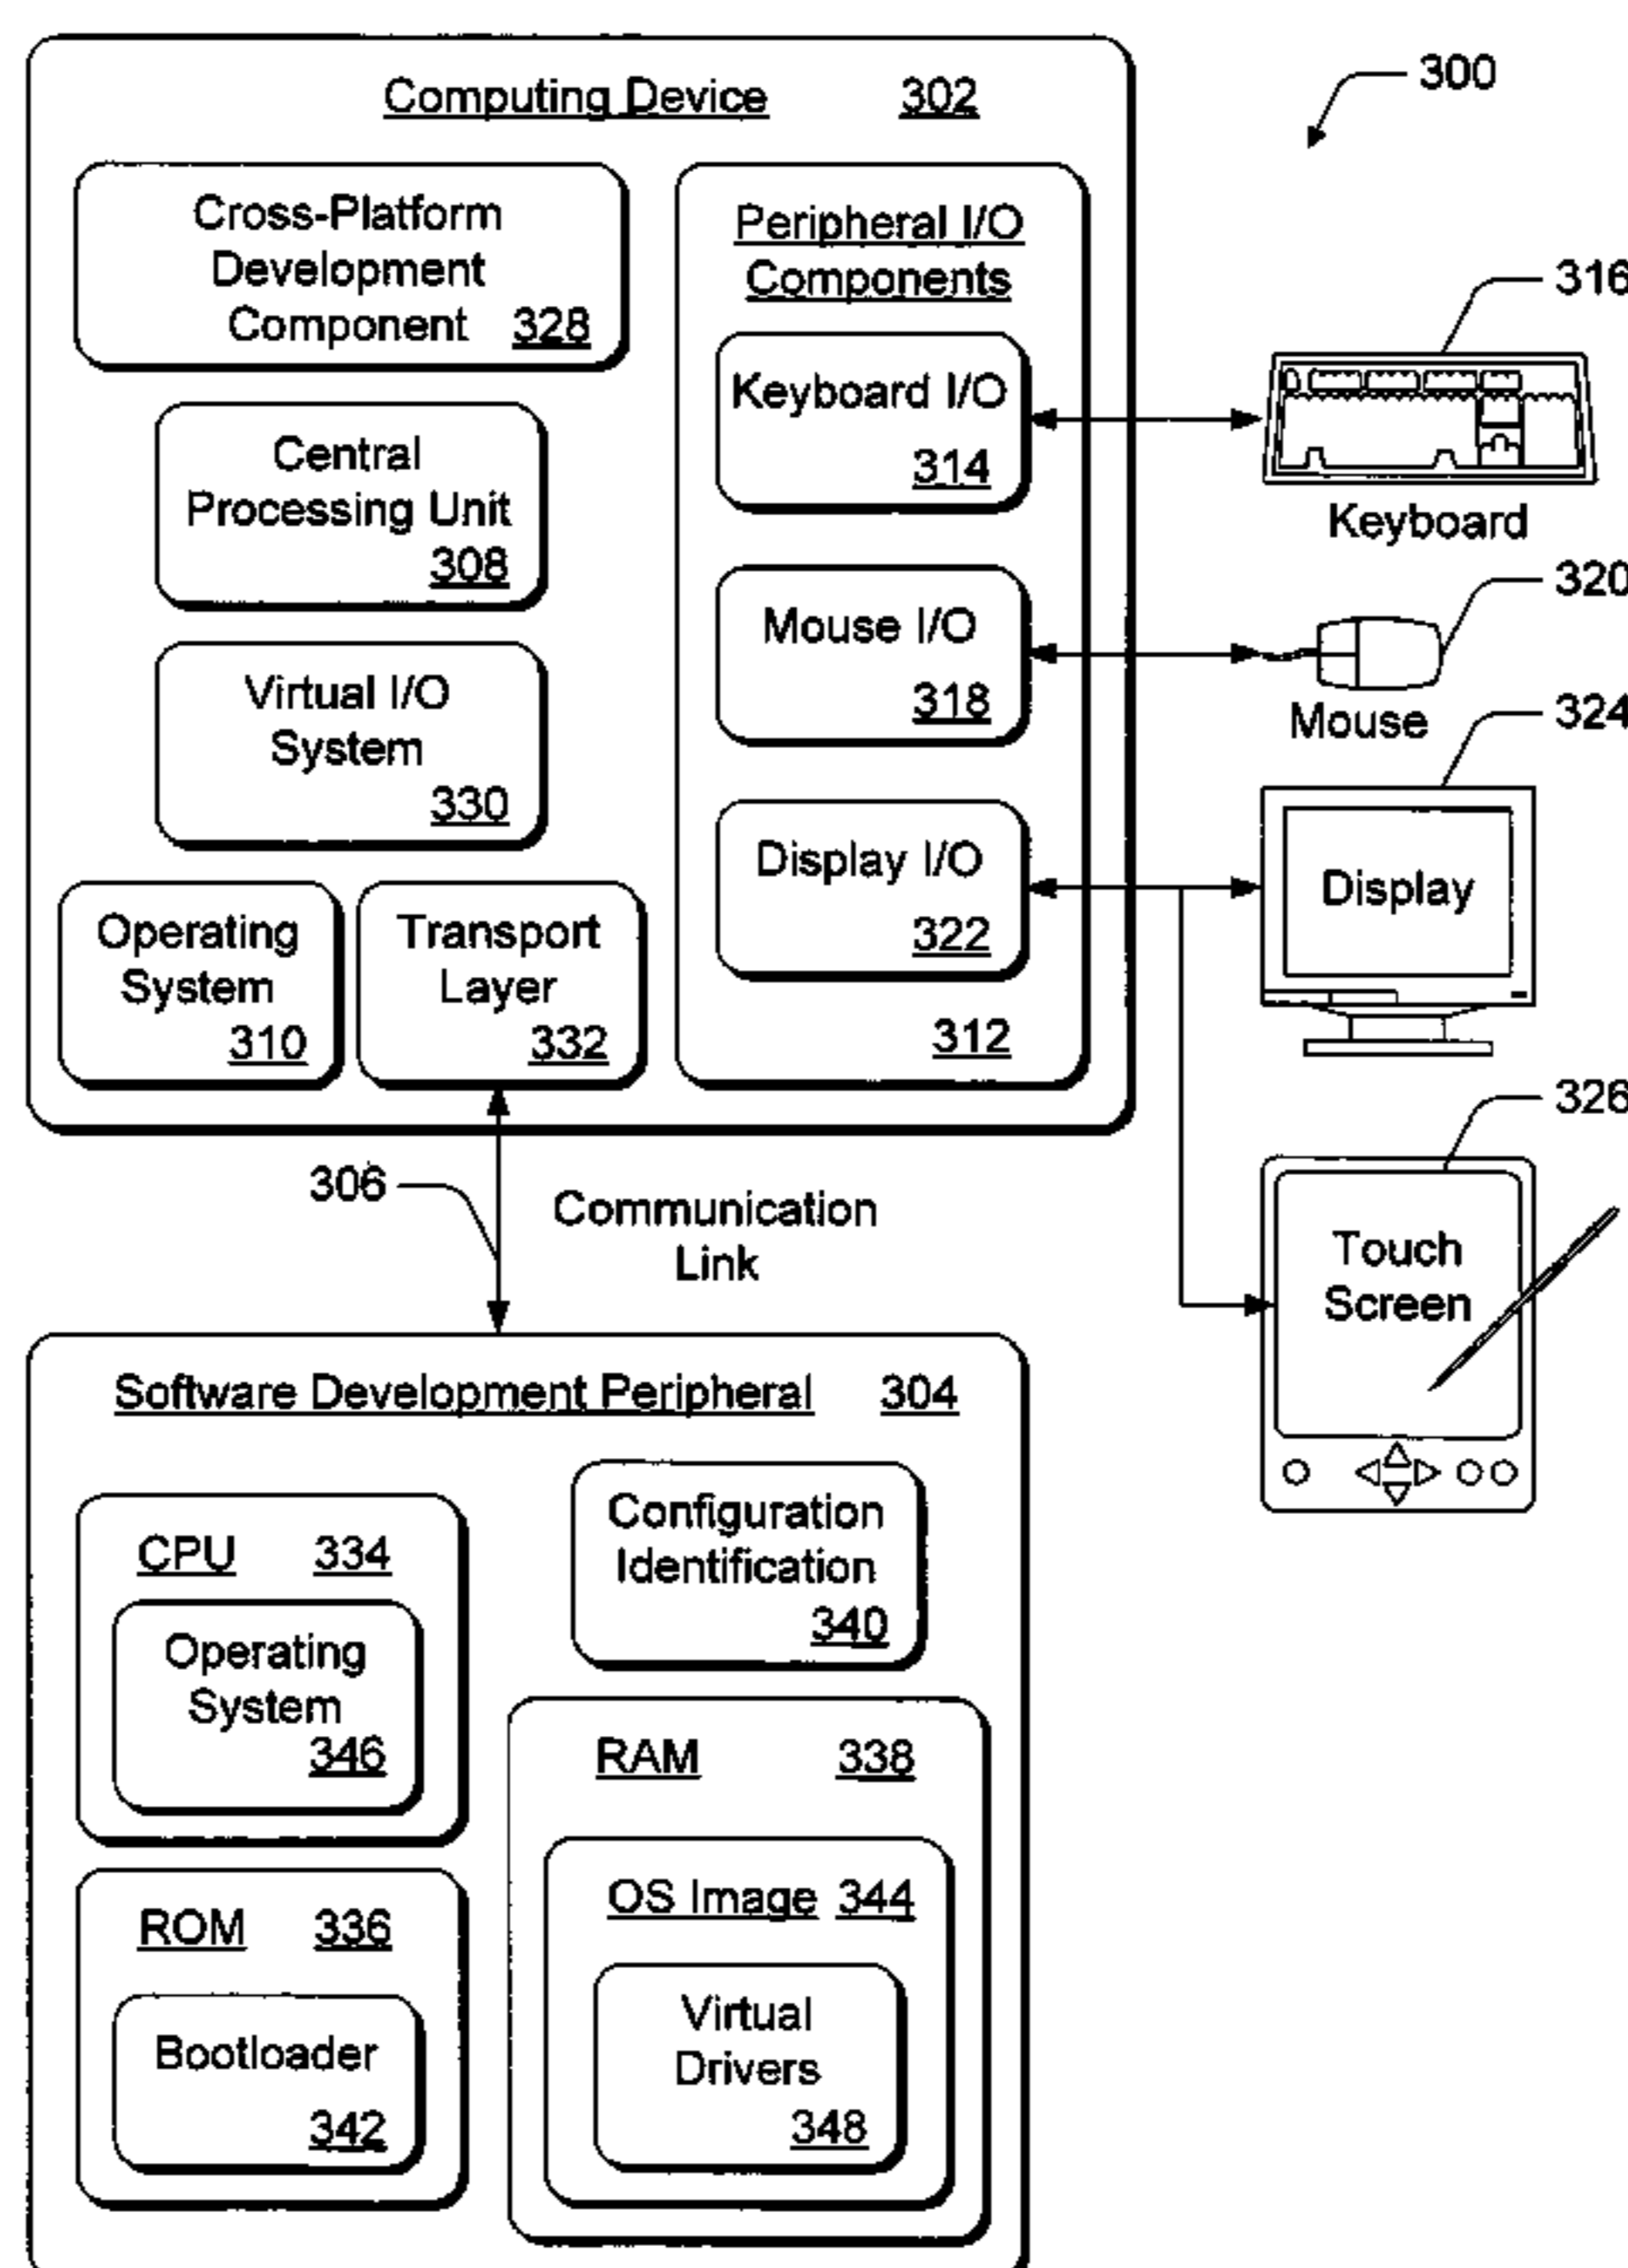 300
Computing Device 302
Cross-Platform
Development
Component 328
Central
Processing Unit
308
Virtual I/O
System
330
Operating
System
310
Transport
Layer
332
Peripheral I/O
Components
Keyboard I/O
314
Mouse I/O
318
Display I/O
322
312
316
Keyboard
320
Mouse
324
Display
326
Touch
Screen
306
Communication
Link
Software Development Peripheral 304
CPU 334
Operating
System
346
Configuration
Identification
340
ROM 336
Bootloader
342
RAM 338
OS Image 344
Virtual
Drivers
348